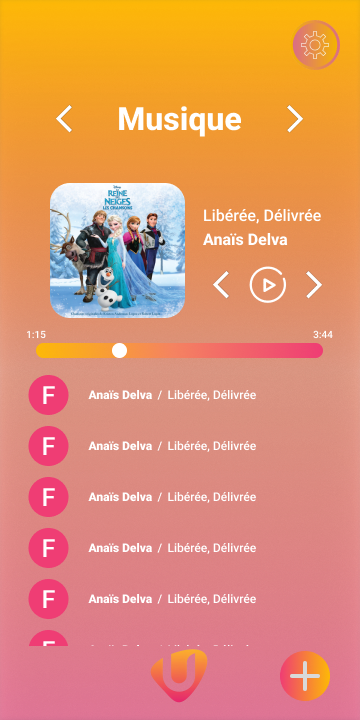 Musique
Disney
LA REINE DES NEIGES
LES CHANSONS
Libérée, Délivrée
Anaïs Delva
1:15
3:44
F Anaïs Delva / Libérée, Délivrée
F Anaïs Delva / Libérée, Délivrée
F Anaïs Delva / Libérée, Délivrée
F Anaïs Delva / Libérée, Délivrée
F Anaïs Delva / Libérée, Délivrée
F